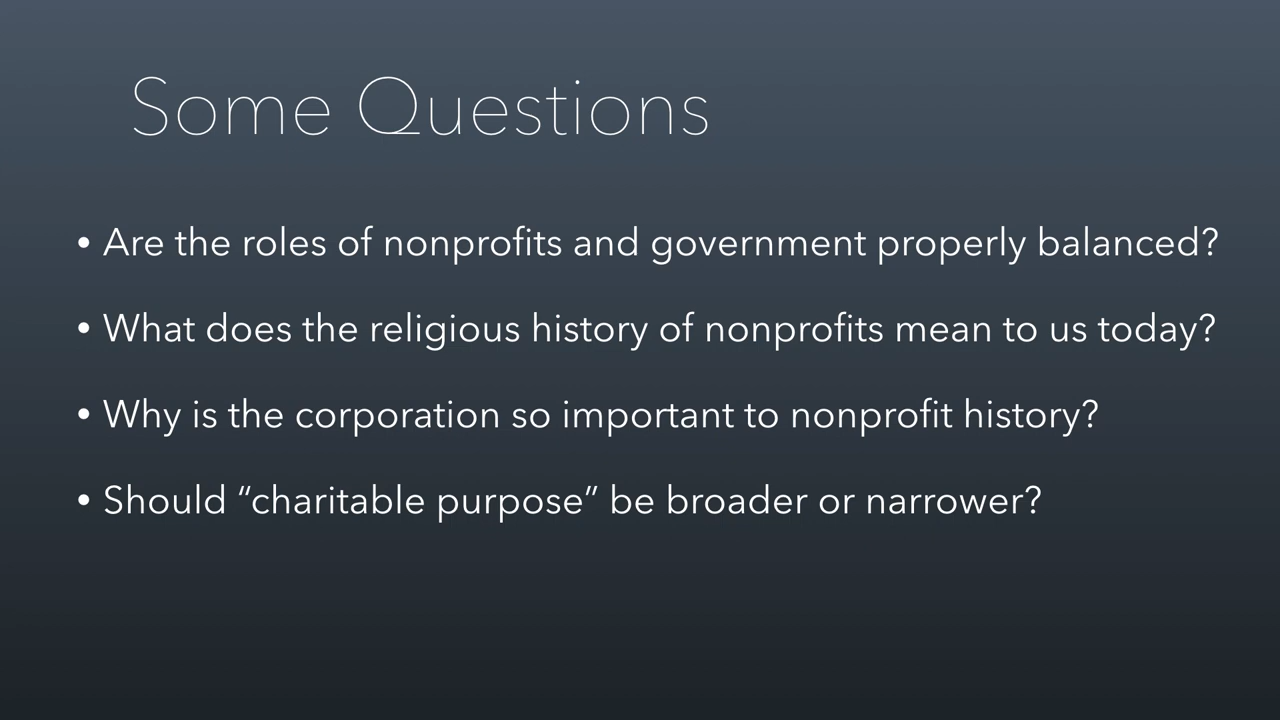 Some Questions
• Are the roles of nonprofits and government properly balanced?
• What does the religious history of nonprofits mean to us today?
• Why is the corporation so important to nonprofit history?
• Should “charitable purpose” be broader or narrower?